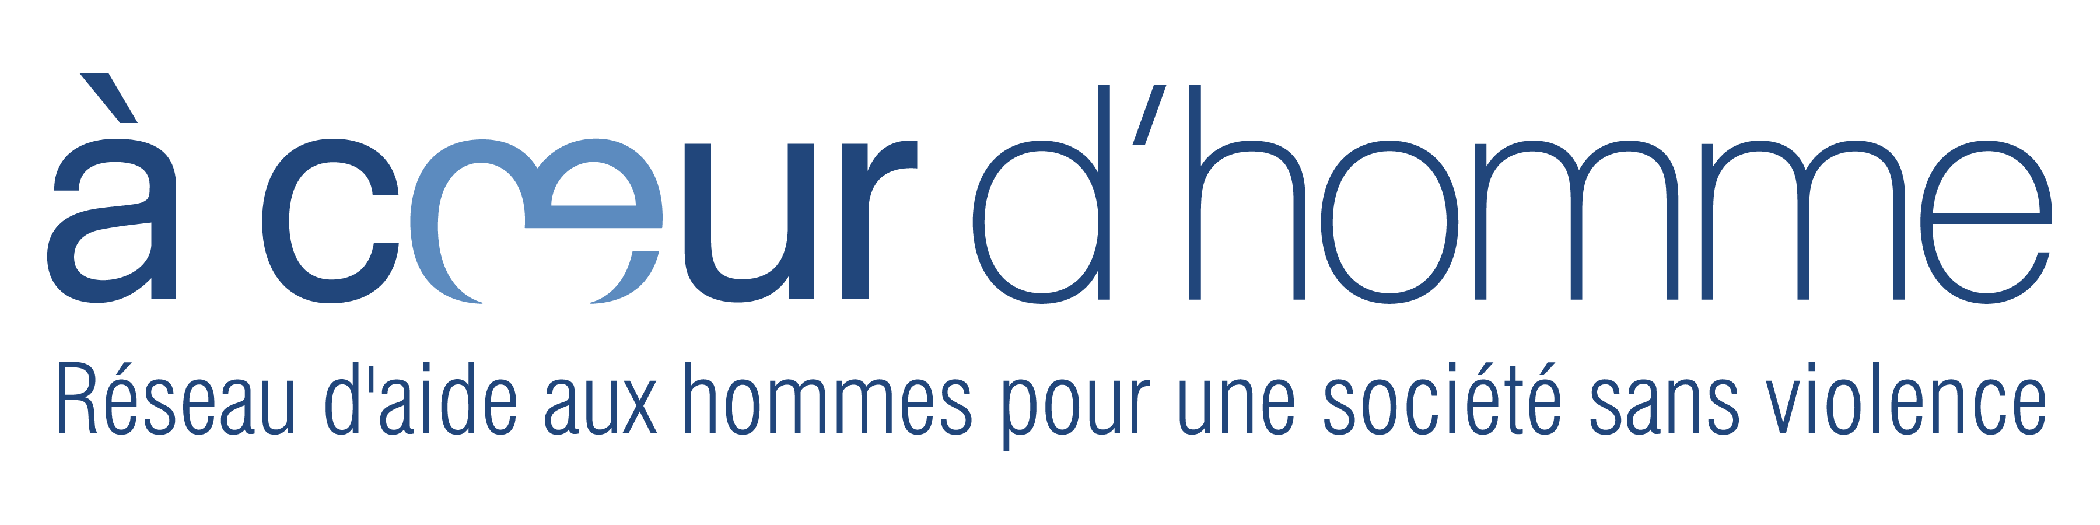 à cœur d'homme
Réseau d'aide aux hommes pour une société sans violence